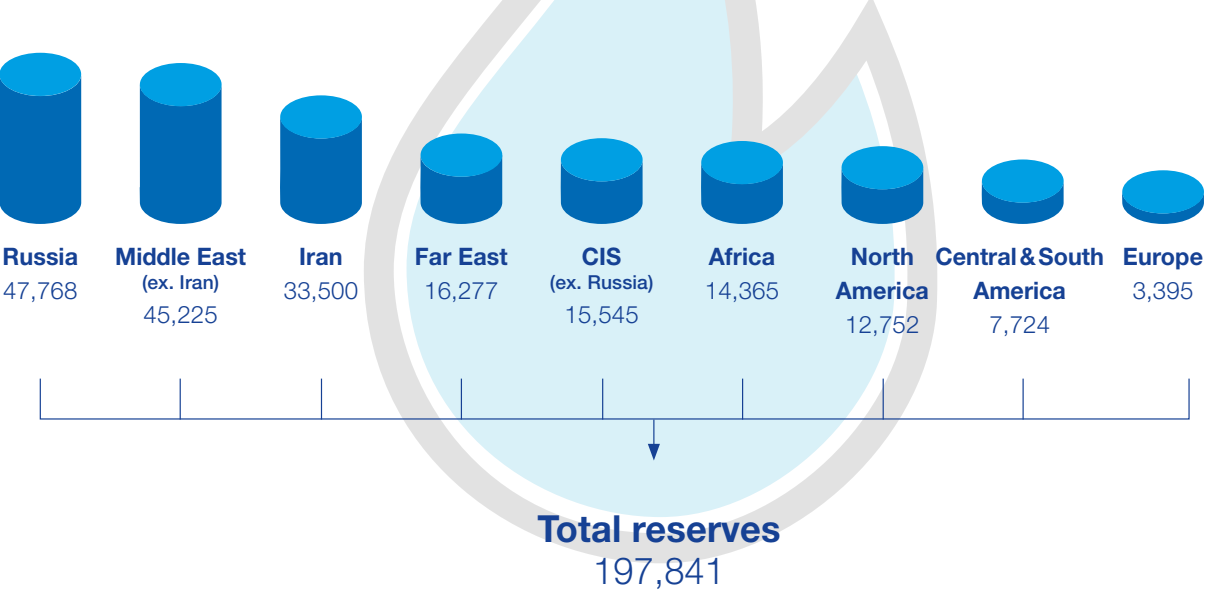 Russia
47,768
Middle East
(ex. Iran)
45,225
Iran
33,500
Far East
16,277
CIS
(ex. Russia)
15,545
Africa
14,365
North
America
12,752
Central & South
America
7,724
Europe
3,395
Total reserves
197,841